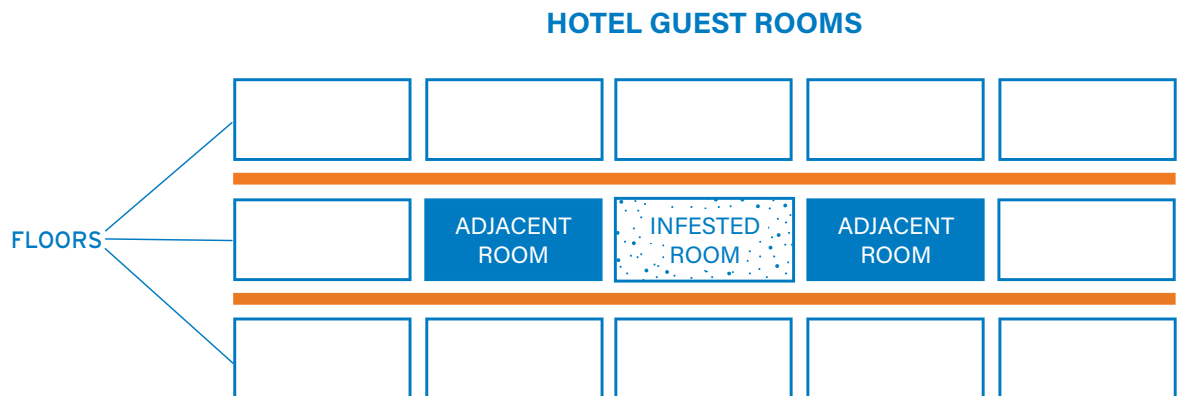 HOTEL GUEST ROOMS
FLOORS
ADJACENT
ROOM
INFESTED
ROOM
ADJACENT
ROOM